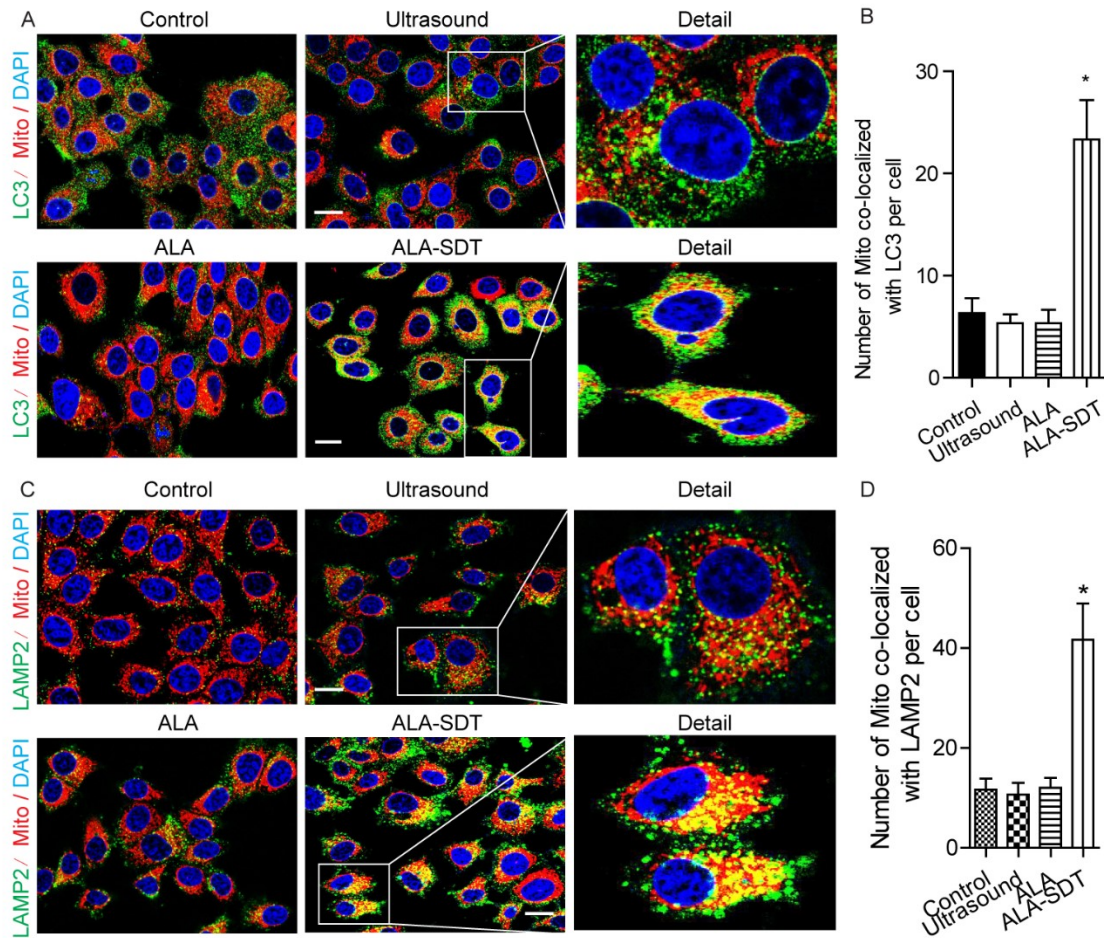 A
Control
Ultrasound
Detail
LC3 / Mito / DAPI
ALA
ALA-SDT
Detail
LC3 / Mito / DAPI
B
Number of Mito co-localized
with LC3 per cell
30
20
10
0
*
Control
Ultrasound
ALA
ALA-SDT
C
Control
Ultrasound
Detail
LAMP2 / Mito / DAPI
ALA
ALA-SDT
Detail
LAMP2 / Mito / DAPI
D
Number of Mito co-localized
with LAMP2 per cell
60
40
20
0
*
Control
Ultrasound
ALA
ALA-SDT